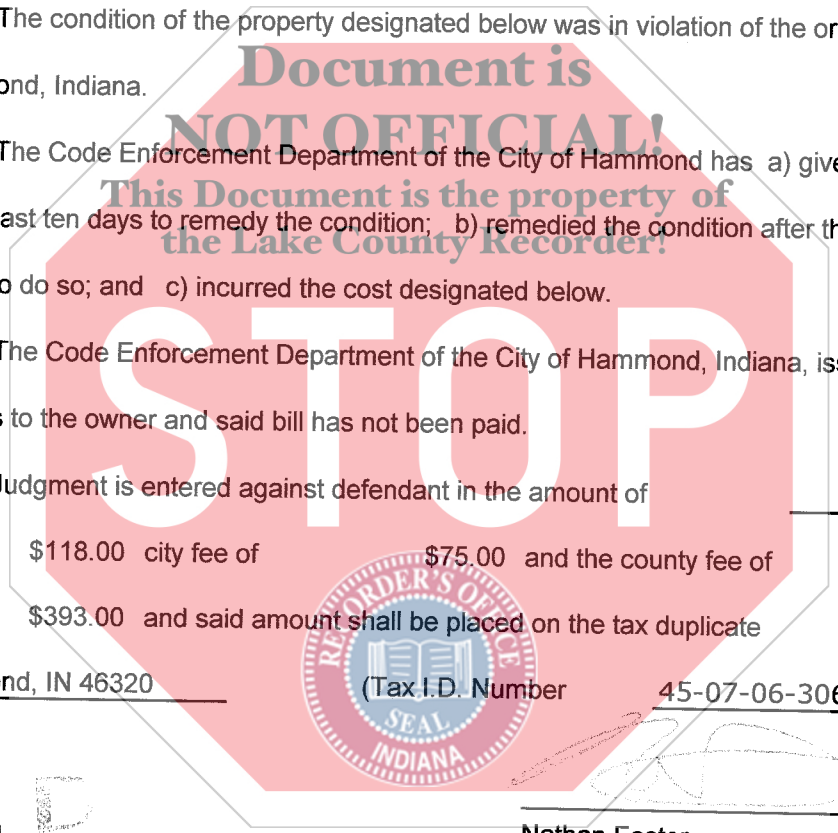 The condition of the property designated below was in violation of the or
Document is
ond, Indiana.
NOT OFFICIAL!
The Code Enforcement Department of the City of Hammond has a) give
This Document is the property of
ast ten days to remedy the condition; b) remedied the condition after th
the Lake County Recorder!
o do so; and c) incurred the cost designated below.
STOP
The Code Enforcement Department of the City of Hammond, Indiana, iss
s to the owner and said bill has not been paid.
Judgment is entered against defendant in the amount of
$118.00 city fee of $75.00 and the county fee of
$393.00 and said amount shall be placed on the tax duplicate
RECORDER'S OFFICE
nd, IN 46320 (Tax I.D. Number 45-07-06-306
SEAL
INDIANA
Nathan Foster